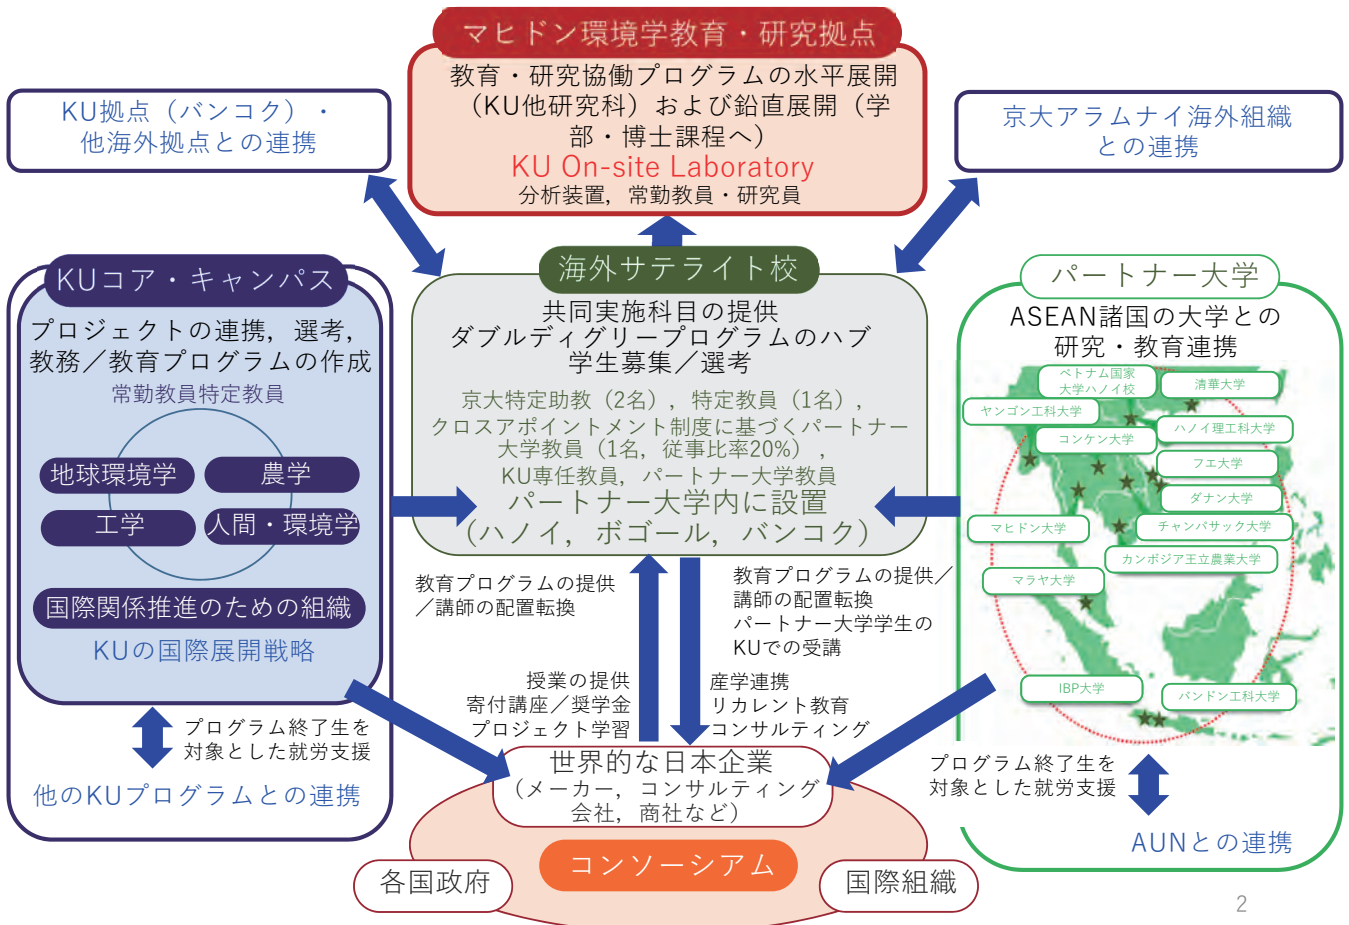 マヒドン環境学教育・研究拠点
教育・研究協働プログラムの水平展開
（KU他研究科）および鉛直展開（学
部・博士課程へ）
KU On-site Laboratory
分析装置，常勤教員・研究員
KU拠点（バンコク）・
他海外拠点との連携
京大アラムナイ海外組織
との連携
KUコア・キャンパス
プロジェクトの連携，選考，
教務／教育プログラムの作成
常勤教員特定教員
地球環境学
農学
工学
人間・環境学
国際関係推進のための組織
KUの国際展開戦略
プログラム終了生を
対象とした就労支援
他のKUプログラムとの連携
海外サテライト校
共同実施科目の提供
ダブルディグリープログラムのハブ
学生募集／選考
京大特定助教（2名），特定教員（1名），
クロスアポイントメント制度に基づくパートナー
大学教員（1名，従事比率20%），
KU専任教員，パートナー大学教員
パートナー大学内に設置
（ハノイ，ボゴール，バンコク）
教育プログラムの提供
／講師の配置転換
教育プログラムの提供／
講師の配置転換
パートナー大学学生の
KUでの受講
授業の提供
寄付講座／奨学金
プロジェクト学習
産学連携
リカレント教育
コンサルティング
世界的な日本企業
（メーカー，コンサルティング
会社，商社など）
コンソーシアム
各国政府
国際組織
パートナー大学
ASEAN諸国の大学との
研究・教育連携
ベトナム国家
大学ハノイ校
清華大学
ヤンゴン工科大学
ハノイ理工科大学
コンケン大学
フエ大学
ダナン大学
マヒドン大学
チャンパサック大学
カンボジア王立農業大学
マラヤ大学
IBP大学
バンドン工科大学
プログラム終了生を
対象とした就労支援
AUNとの連携
2